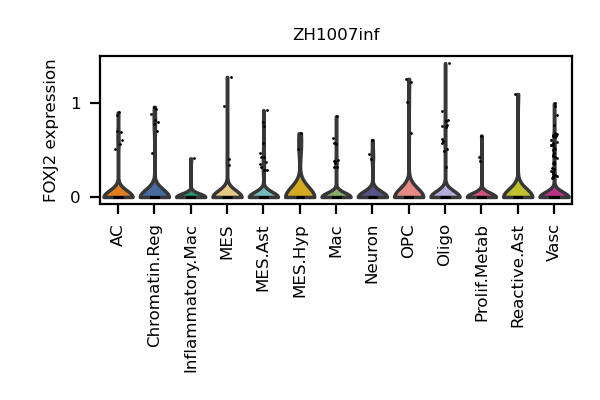 ZH1007inf
FOXJ2 expression
1
0
AC
Chromatin.Reg
Inflammatory.Mac
MES
MES.Ast
MES.Hyp
Mac
Neuron
OPC
Oligo
Prolif.Metab
Reactive.Ast
Vasc